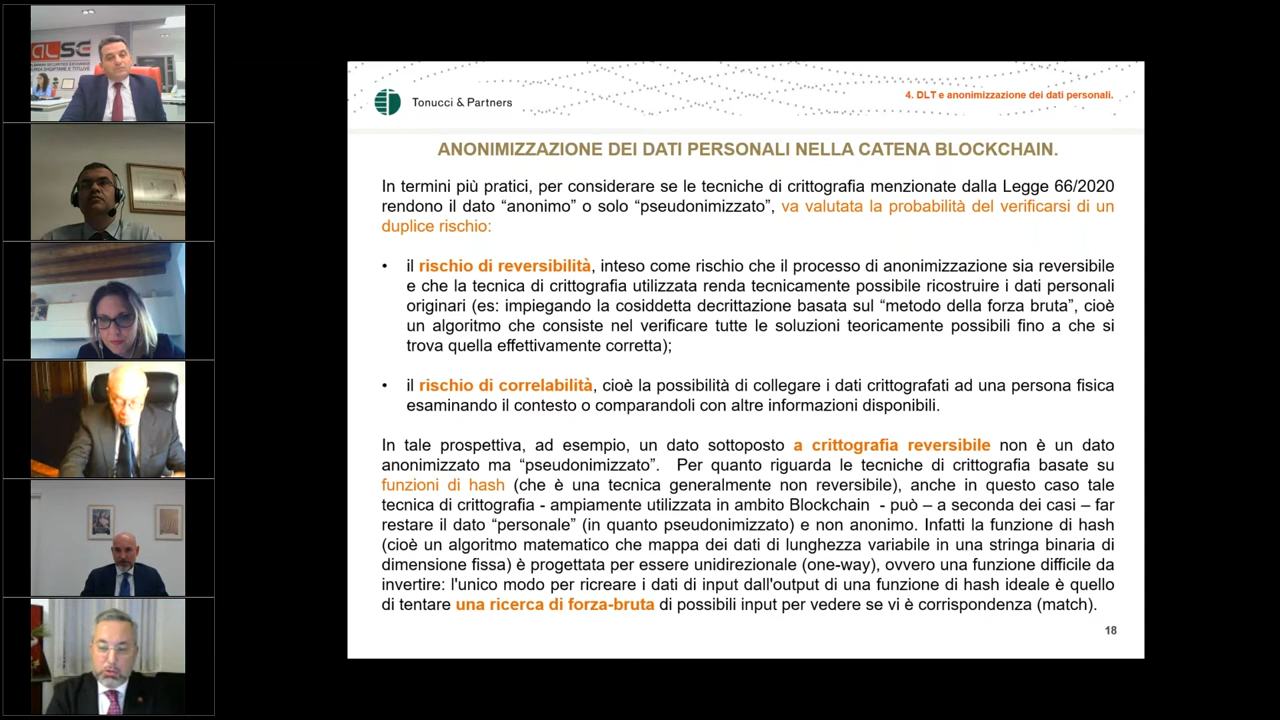 ALSE
Tonucci & Partners
4. DLT e anonimizzazione dei dati personali.
ANONIMIZZAZIONE DEI DATI PERSONALI NELLA CATENA BLOCKCHAIN.
In termini più pratici, per considerare se le tecniche di crittografia menzionate dalla Legge 66/2020
rendono il dato “anonimo” o solo “pseudonimizzato”, va valutata la probabilità del verificarsi di un
duplice rischio:
• il rischio di reversibilità, inteso come rischio che il processo di anonimizzazione sia reversibile
e che la tecnica di crittografia utilizzata renda tecnicamente possibile ricostruire i dati personali
originari (es: impiegando la cosiddetta decrittazione basata sul “metodo della forza bruta”, cioè
un algoritmo che consiste nel verificare tutte le soluzioni teoricamente possibili fino a che si
trova quella effettivamente corretta);
• il rischio di correlabilità, cioè la possibilità di collegare i dati crittografati ad una persona fisica
esaminando il contesto o comparandoli con altre informazioni disponibili.
In tale prospettiva, ad esempio, un dato sottoposto a crittografia reversibile non è un dato
anonimizzato ma “pseudonimizzato”. Per quanto riguarda le tecniche di crittografia basate su
funzioni di hash (che è una tecnica generalmente non reversibile), anche in questo caso tale
tecnica di crittografia - ampiamente utilizzata in ambito Blockchain - può – a seconda dei casi – far
restare il dato “personale” (in quanto pseudonimizzato) e non anonimo. Infatti la funzione di hash
(cioè un algoritmo matematico che mappa dei dati di lunghezza variabile in una stringa binaria di
dimensione fissa) è progettata per essere unidirezionale (one-way), ovvero una funzione difficile da
invertire: l'unico modo per ricreare i dati di input dall'output di una funzione di hash ideale è quello
di tentare una ricerca di forza-bruta di possibili input per vedere se vi è corrispondenza (match).
18